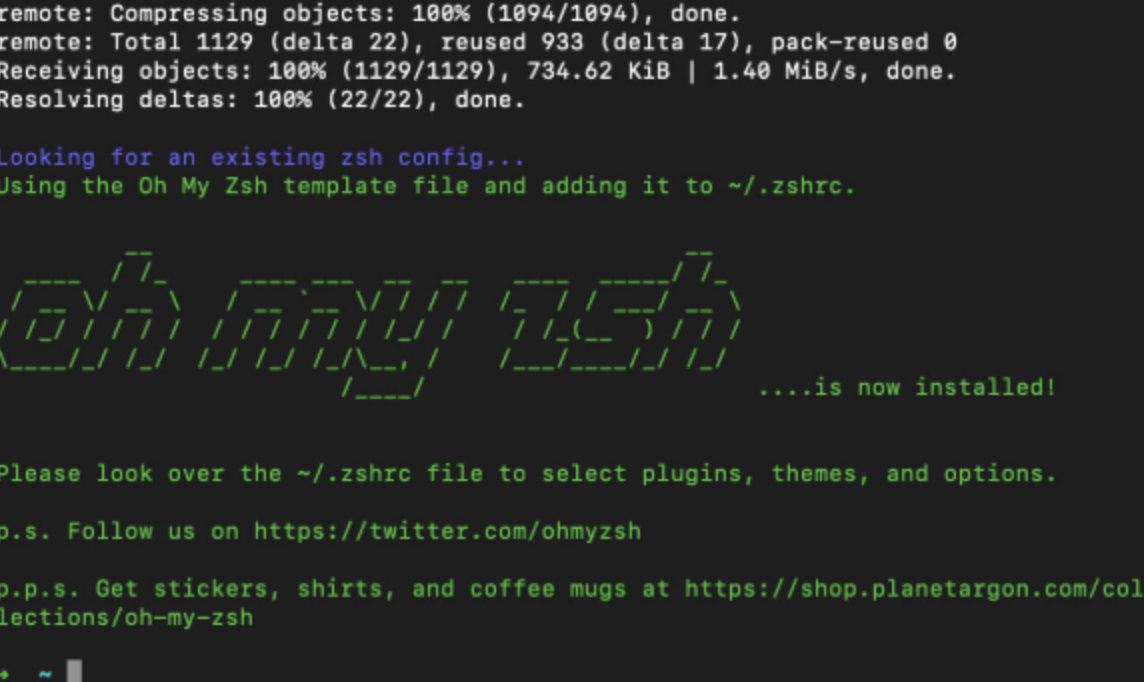 remote: Compressing objects: 100% (1094/1094), done.
remote: Total 1129 (delta 22), reused 933 (delta 17), pack-reused 0
Receiving objects: 100% (1129/1129), 734.62 KiB | 1.40 MiB/s, done.
Resolving deltas: 100% (22/22), done.
Looking for an existing zsh config...
Using the Oh My Zsh template file and adding it to ~/.zshrc.
oh my zsh
....is now installed!
Please look over the ~/.zshrc file to select plugins, themes, and options.
p.s. Follow us on https://twitter.com/ohmyzsh
p.p.s. Get stickers, shirts, and coffee mugs at https://shop.planetargon.com/col
lections/oh-my-zsh
➜ ~